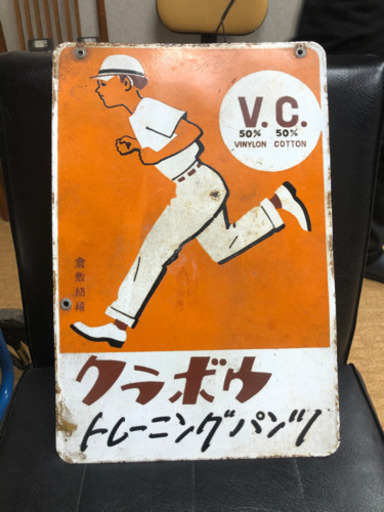 V. C.
50% 50%
VINYLON COTTON
倉敷紡績
クラボウ
トレーニングパンツ